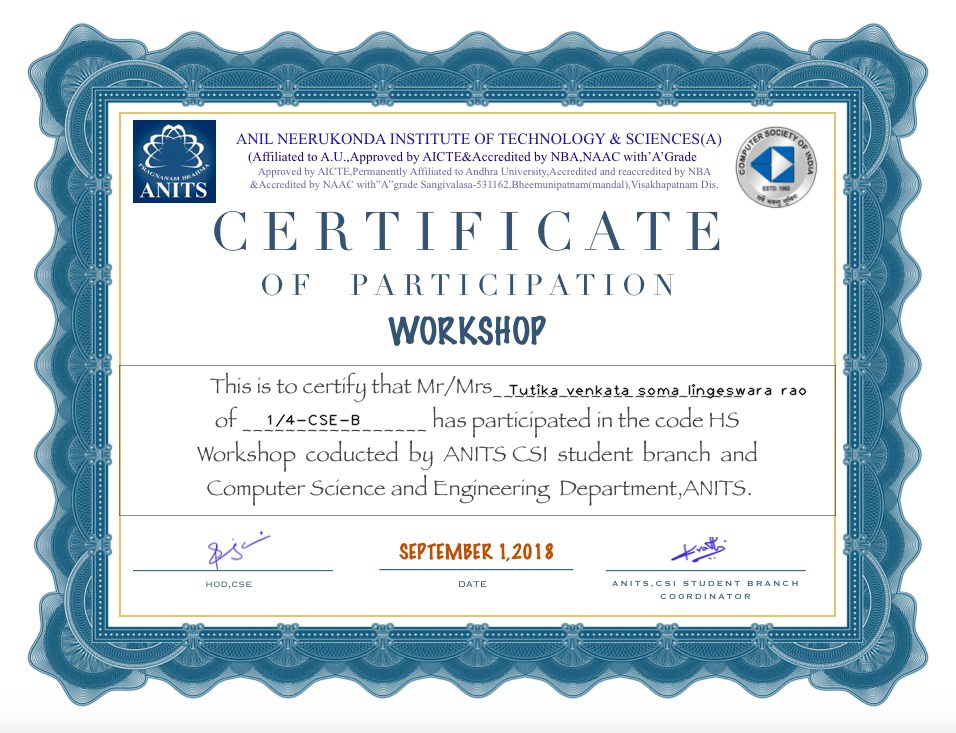 ANIL NEERUKONDA INSTITUTE OF TECHNOLOGY & SCIENCES(A)
(Affiliated to A.U.,Approved by AICTE&Accredited by NBA,NAAC with'A'Grade
Approved by AICTE,Permanently Affiliated to Andhra University,Accredited and reaccredited by NBA
&Accredited by NAAC with"A"grade Sangivalasa-531162,Bheemunipatnam(mandal),Visakhapatnam Dis.
PRAGNANAM BRAHMA
ANITS
COMPUTER SOCIETY OF INDIA
ESTD. 1965
CERTIFICATE
OF PARTICIPATION
WORKSHOP
This is to certify that Mr/Mrs__Tutika venkata soma lingeswara rao
of __1/4-CSE-B________ has participated in the code HS
Workshop coducted by ANITS CSI student branch and
Computer Science and Engineering Department,ANITS.
SEPTEMBER 1,2018
HOD,CSE
DATE
ANITS,CSI STUDENT BRANCH
COORDINATOR